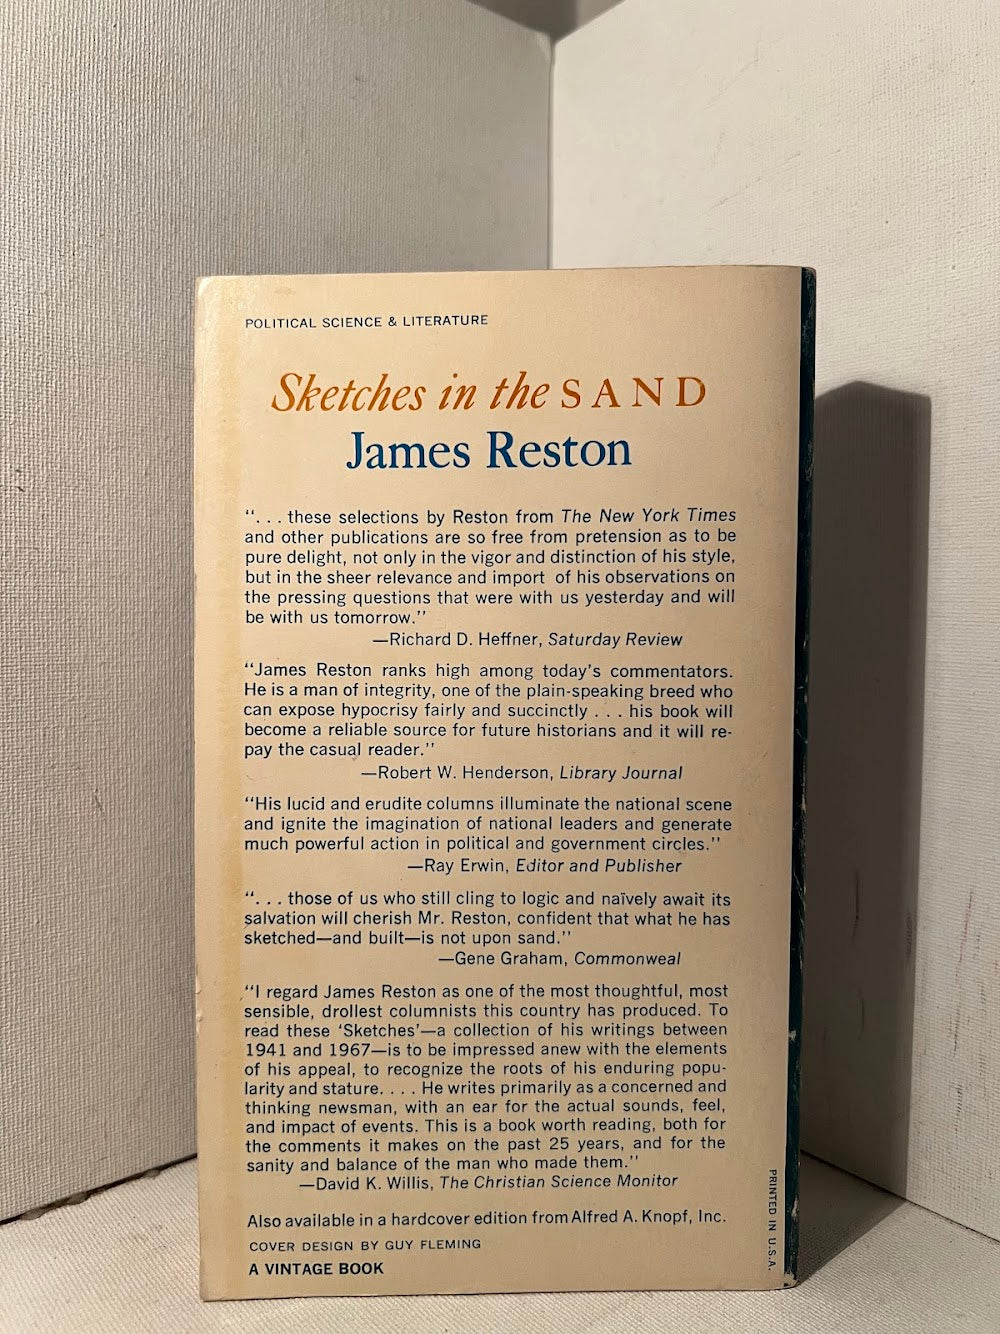 POLITICAL SCIENCE & LITERATURE
Sketches in the SAND
James Reston
“. . . these selections by Reston from The New York Times
and other publications are so free from pretension as to be
pure delight, not only in the vigor and distinction of his style,
but in the sheer relevance and import of his observations on
the pressing questions that were with us yesterday and will
be with us tomorrow.”
—Richard D. Heffner, Saturday Review
“James Reston ranks high among today’s commentators.
He is a man of integrity, one of the plain-speaking breed who
can expose hypocrisy fairly and succinctly . . . his book will
become a reliable source for future historians and it will re-
pay the casual reader.”
—Robert W. Henderson, Library Journal
“His lucid and erudite columns illuminate the national scene
and ignite the imagination of national leaders and generate
much powerful action in political and government circles.”
—Ray Erwin, Editor and Publisher
“. . . those of us who still cling to logic and naïvely await its
salvation will cherish Mr. Reston, confident that what he has
sketched—and built—is not upon sand.”
—Gene Graham, Commonweal
“I regard James Reston as one of the most thoughtful, most
sensible, drollest columnists this country has produced. To
read these ‘Sketches’—a collection of his writings between
1941 and 1967—is to be impressed anew with the elements
of his appeal, to recognize the roots of his enduring popu-
larity and stature. . . . He writes primarily as a concerned and
thinking newsman, with an ear for the actual sounds, feel,
and impact of events. This is a book worth reading, both for
the comments it makes on the past 25 years, and for the
sanity and balance of the man who made them.”
—David K. Willis, The Christian Science Monitor
Also available in a hardcover edition from Alfred A. Knopf, Inc.
COVER DESIGN BY GUY FLEMING
A VINTAGE BOOK
PRINTED IN U.S.A.